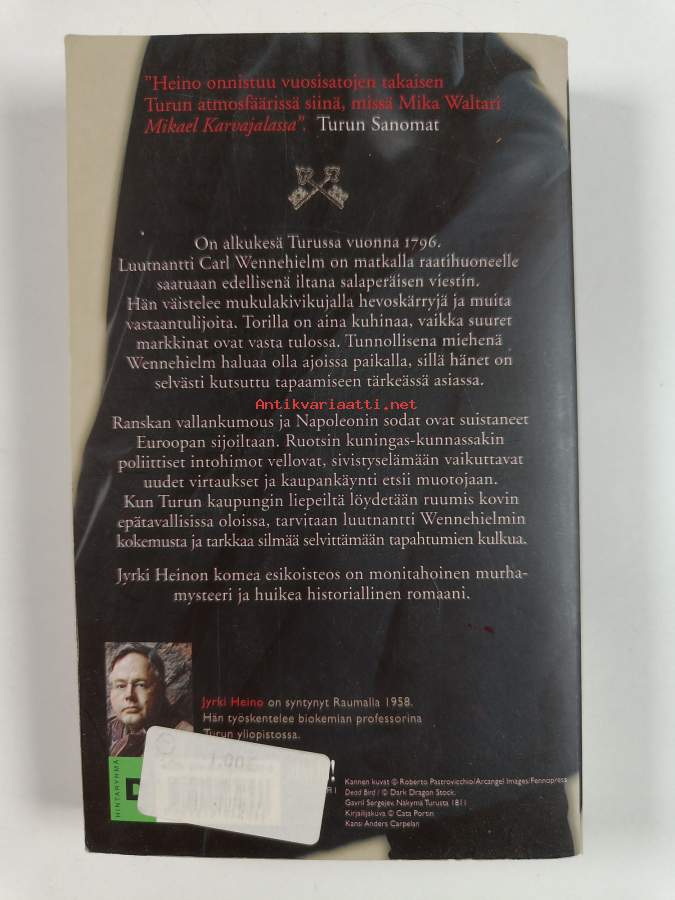 "Heino onnistuu vuosisatojen takaisen
Turun atmosfäärissä siinä, missä Mika Waltari
Mikael Karvajalassa". Turun Sanomat
On alkukesä Turussa vuonna 1796.
Luutnantti Carl Wennehielm on matkalla raatihuoneelle
saatuaan edellisenä iltana salaperäisen viestin.
Hän väistelee mukulakivikujalla hevoskärryjä ja muita
vastaantulijoita. Torilla on aina kuhinaa, vaikka suuret
markkinat ovat vasta tulossa. Tunnollisena miehenä
Wennehielm haluaa olla ajoissa paikalla, sillä hänet on
selvästi kutsuttu tapaamiseen tärkeässä asiassa.
Antikvariaatti.net
Ranskan vallankumous ja Napoleonin sodat ovat suistaneet
Euroopan sijoiltaan. Ruotsin kuningas-kunnassakin
poliittiset intohimot vellovat, sivistyselämään vaikuttavat
uudet virtaukset ja kaupankäynti etsii muotojaan.
Kun Turun kaupungin liepeiltä löydetään ruumis kovin
epätavallisissa oloissa, tarvitaan luutnantti Wennehielmin
kokemusta ja tarkkaa silmää selvittämään tapahtumien kulkua.
Jyrki Heinon komea esikoisteos on monitahoinen murha-
mysteeri ja huikea historiallinen romaani.
Jyrki Heino on syntynyt Raumalla 1958.
Hän työskentelee biokemian professorina
Turun yliopistossa.
HINTARYHMÄ
Kannen kuvat © Roberto Pastrovicchio/Arcangel Images/Fennopress
Dead Bird / © Dark Dragon Stock.
Gavril Sergejev, Näkymä Turusta 1811
Kirjailijakuva © Cata Portin
Kansi Anders Carpelan